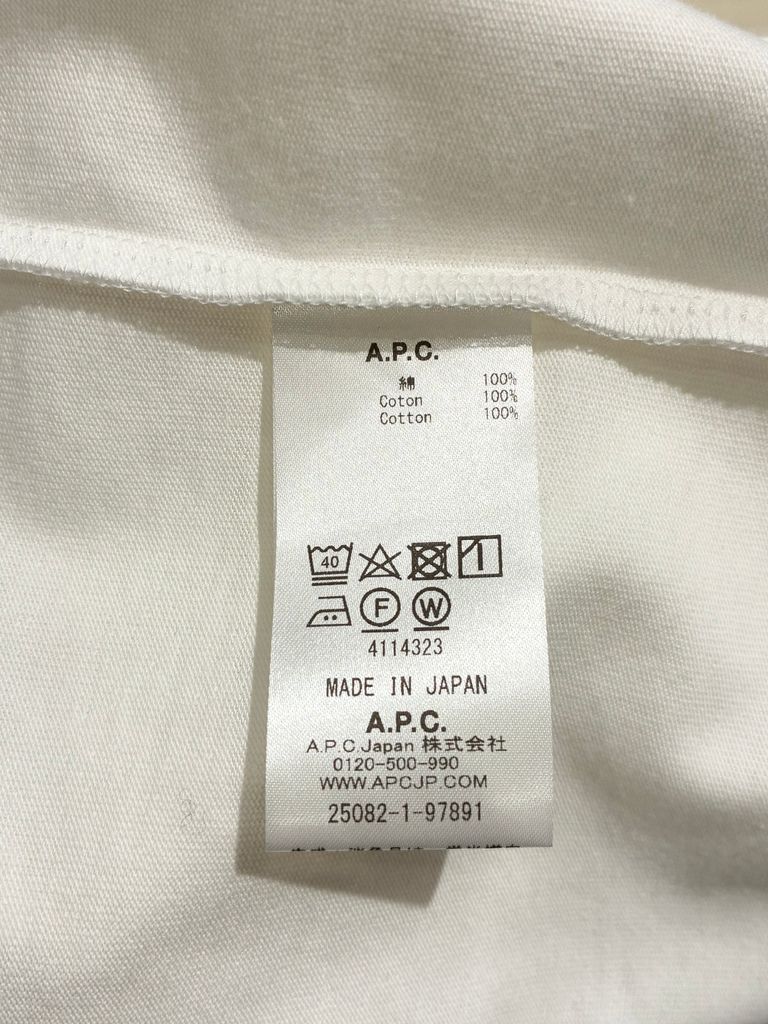 A.P.C.
綿 100%
Coton 100%
Cotton 100%
40
F W
4114323
MADE IN JAPAN
A.P.C.
A.P.C.Japan 株式会社
0120-500-990
WWW.APCJP.COM
25082-1-97891